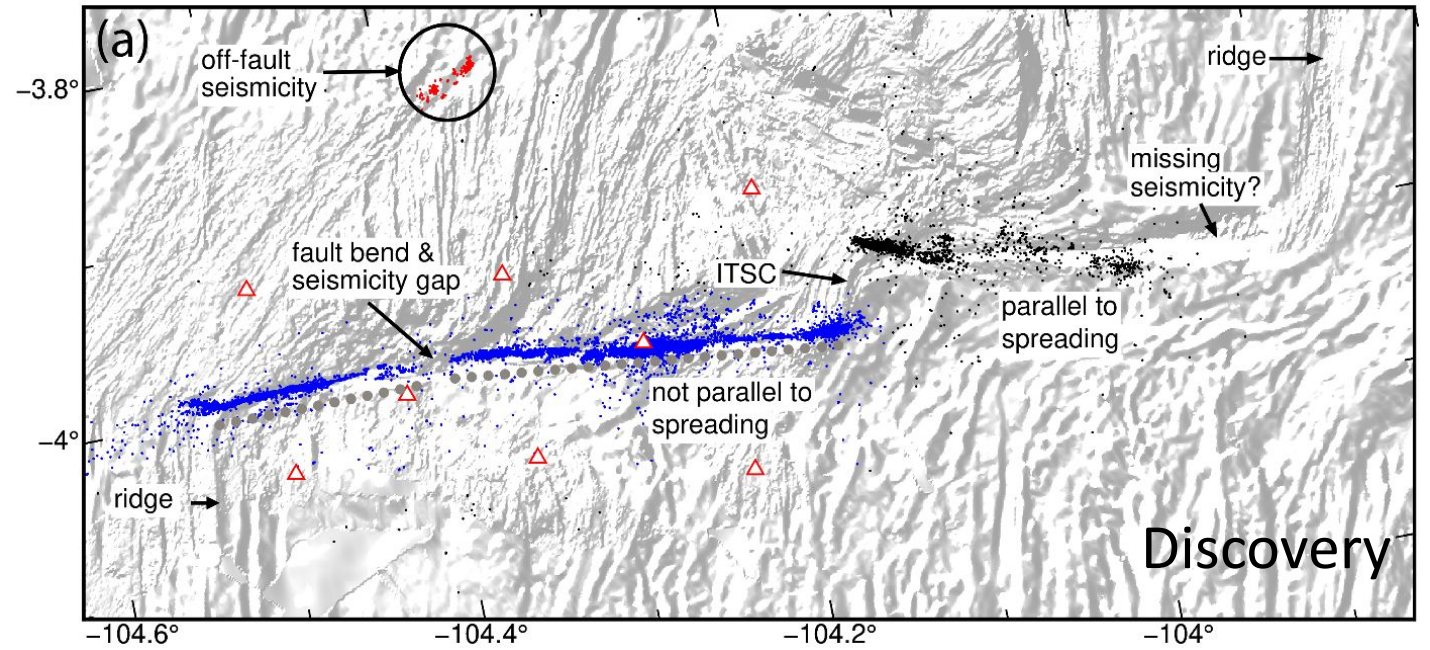 (a)
off-fault
seismicity
ridge
−3.8°
missing
seismicity?
fault bend &
seismicity gap
ITSC
parallel to
spreading
not parallel to
spreading
−4°
ridge
Discovery
−104.6°
−104.4°
−104.2°
−104°